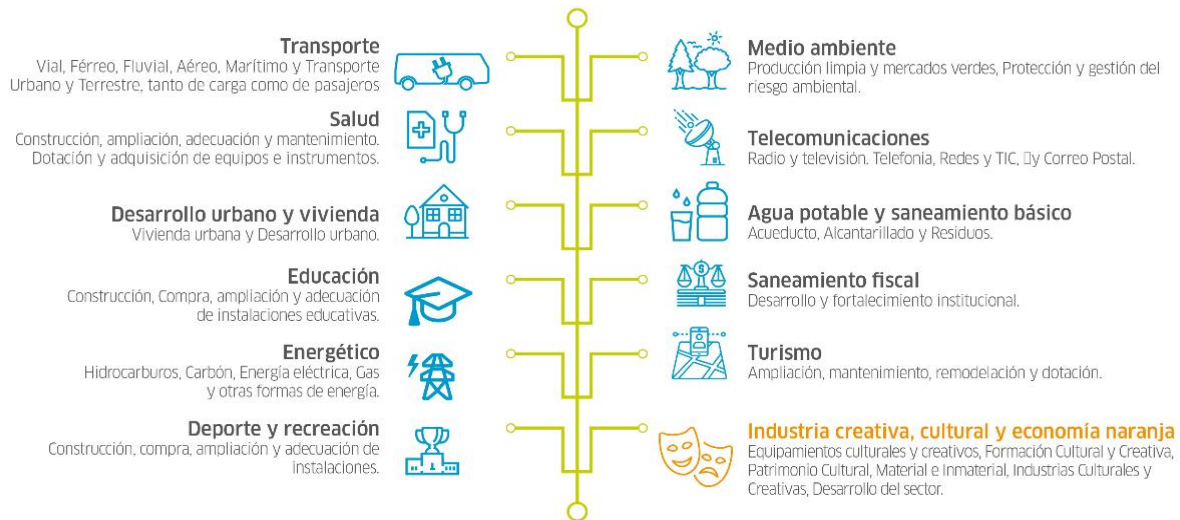 Transporte
Vial, Férreo, Fluvial, Aéreo, Marítimo y Transporte
Urbano y Terrestre, tanto de carga como de pasajeros
Salud
Construcción, ampliación, adecuación y mantenimiento.
Dotación y adquisición de equipos e instrumentos.
Desarrollo urbano y vivienda
Vivienda urbana y Desarrollo urbano.
Educación
Construcción, Compra, ampliación y adecuación
de instalaciones educativas.
Energético
Hidrocarburos, Carbón, Energía eléctrica, Gas
y otras formas de energía.
Deporte y recreación
Construcción, compra, ampliación y adecuación de
instalaciones.
Medio ambiente
Producción limpia y mercados verdes, Protección y gestión del
riesgo ambiental.
Telecomunicaciones
Radio y televisión. Telefonía, Redes y TIC, y Correo Postal.
Agua potable y saneamiento básico
Acueducto, Alcantarillado y Residuos.
Saneamiento fiscal
Desarrollo y fortalecimiento institucional.
Turismo
Ampliación, mantenimiento, remodelación y dotación.
Industria creativa, cultural y economía naranja
Equipamientos culturales y creativos, Formación Cultural y Creativa,
Patrimonio Cultural, Material e Inmaterial, Industrias Culturales y
Creativas, Desarrollo del sector.